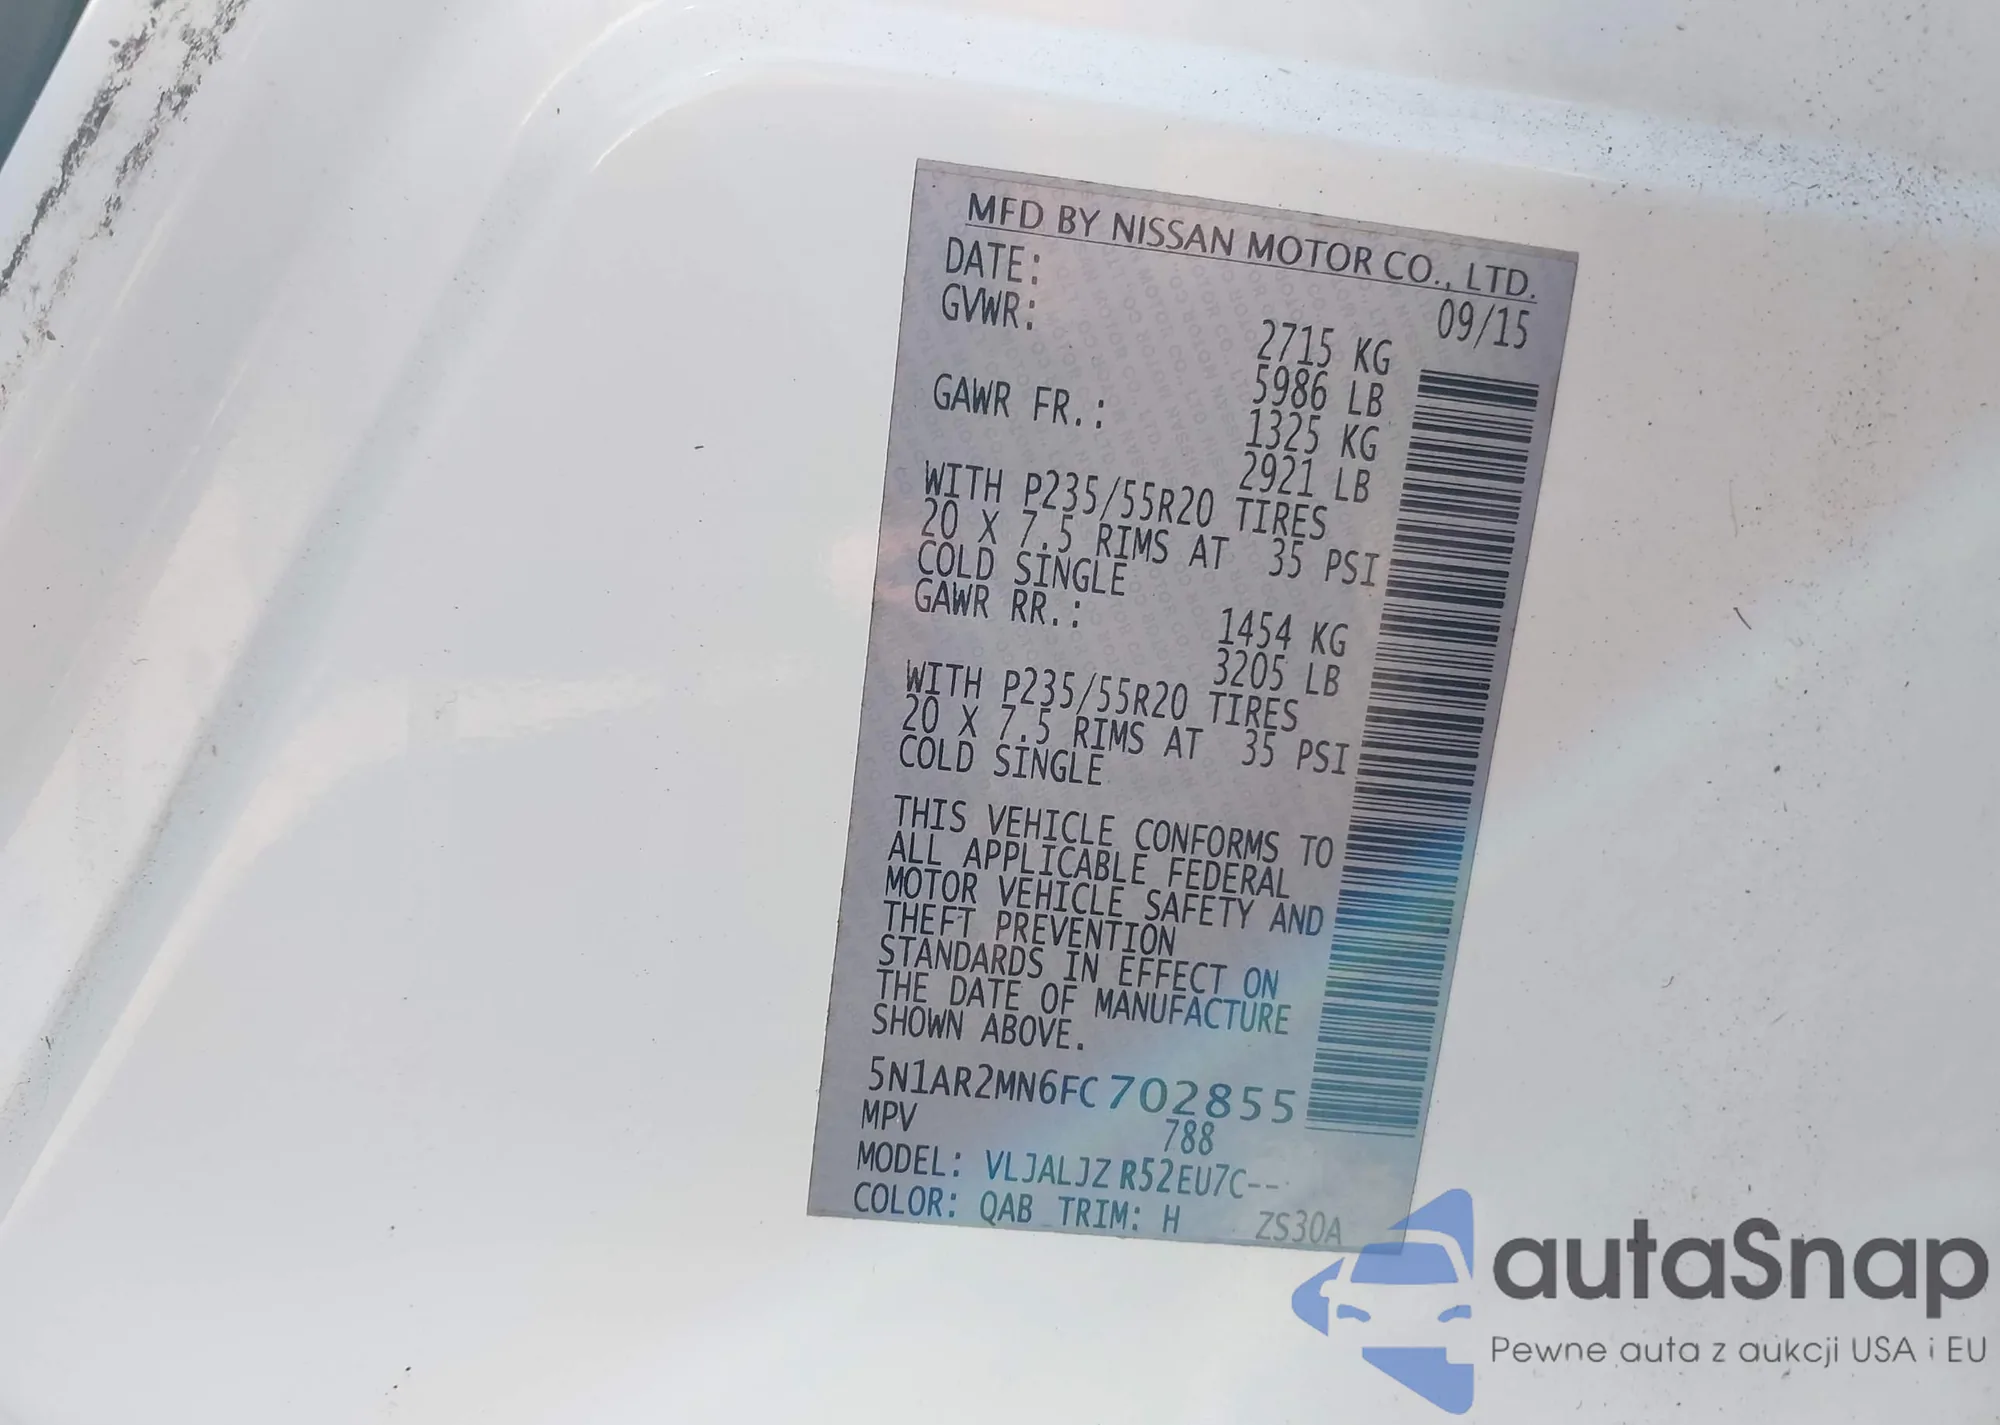 MFD BY NISSAN MOTOR CO., LTD.
DATE: 09/15
GVWR: 2715 KG
5986 LB
GAWR FR.: 1325 KG
2921 LB
WITH P235/55R20 TIRES
20 X 7.5 RIMS AT 35 PSI
COLD SINGLE
GAWR RR.: 1454 KG
3205 LB
WITH P235/55R20 TIRES
20 X 7.5 RIMS AT 35 PSI
COLD SINGLE
THIS VEHICLE CONFORMS TO
ALL APPLICABLE FEDERAL
MOTOR VEHICLE SAFETY AND
THEFT PREVENTION
STANDARDS IN EFFECT ON
THE DATE OF MANUFACTURE
SHOWN ABOVE.
5N1AR2MN6FC702855
MPV 788
MODEL: VLJALJZ R52EU7C--
COLOR: QAB TRIM: H ZS30A
autaSnap
Pewne auta z aukcji USA i EU